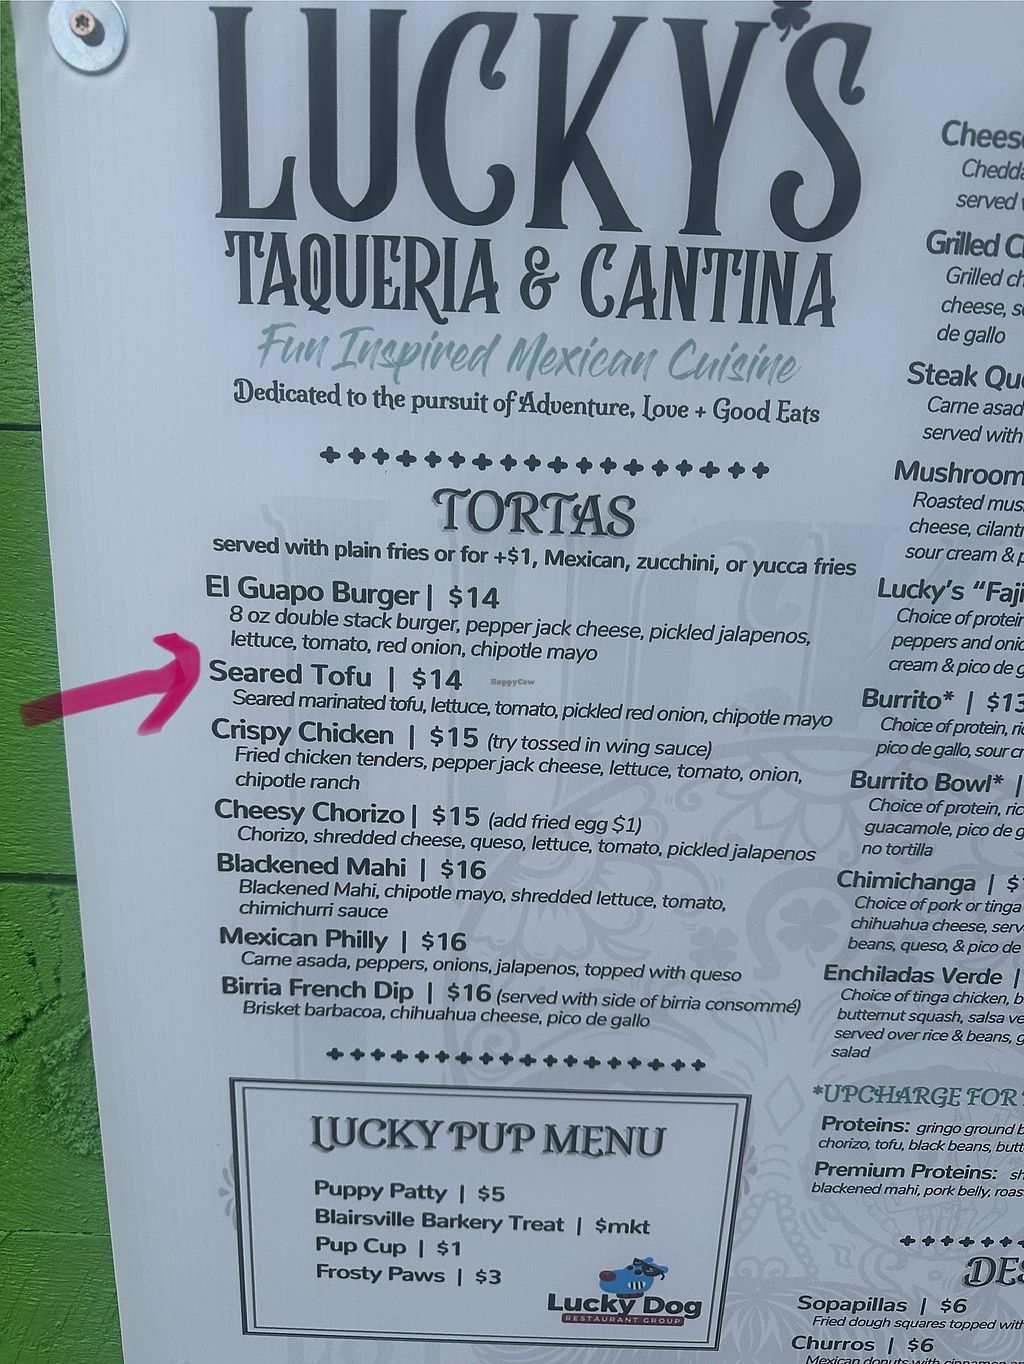 LUCKY'S
TAQUERIA & CANTINA
Fun Inspired Mexican Cuisine
Dedicated to the pursuit of Adventure, Love + Good Eats
TORTAS
served with plain fries or for +$1, Mexican, zucchini, or yucca fries
El Guapo Burger | $14
8 oz double stack burger, pepper jack cheese, pickled jalapenos,
lettuce, tomato, red onion, chipotle mayo
Seared Tofu | $14
HappyCow
Seared marinated tofu, lettuce, tomato, pickled red onion, chipotle mayo
Crispy Chicken | $15 (try tossed in wing sauce)
Fried chicken tenders, pepper jack cheese, lettuce, tomato, onion,
chipotle ranch
Cheesy Chorizo | $15 (add fried egg $1)
Chorizo, shredded cheese, queso, lettuce, tomato, pickled jalapenos
Blackened Mahi | $16
Blackened Mahi, chipotle mayo, shredded lettuce, tomato,
chimichurri sauce
Mexican Philly | $16
Carne asada, peppers, onions, jalapenos, topped with queso
Birria French Dip | $16 (served with side of birria consommé)
Brisket barbacoa, chihuahua cheese, pico de gallo
LUCKY PUP MENU
Puppy Patty | $5
Blairsville Barkery Treat | $mkt
Pup Cup | $1
Frosty Paws | $3
Lucky Dog
RESTAURANT GROUP
Grilled
Grilled
cheese,
de gallo
Steak
Carne
served with
Mushroom
Roasted
cheese,
sour cream &
Lucky's
Choice of protein
peppers and
cream & pico de
Burrito* | $13
Choice of protein,
pico de gallo, sour
Burrito Bowl* |
Choice of protein,
guacamole, pico de
no tortilla
Chimichanga |
Choice of pork or tinga
chihuahua cheese,
beans, queso, & pico de
Enchiladas Verde |
Choice of tinga chicken,
butternut squash, salsa
served over rice & beans,
salad
*UPCHARGE FOR
Proteins: gringo ground
chorizo, tofu, black beans,
Premium Proteins:
blackened mahi, pork belly,
Sopapillas | $6
Fried dough squares topped with
Churros | $6
Mexican donuts with cinnamon